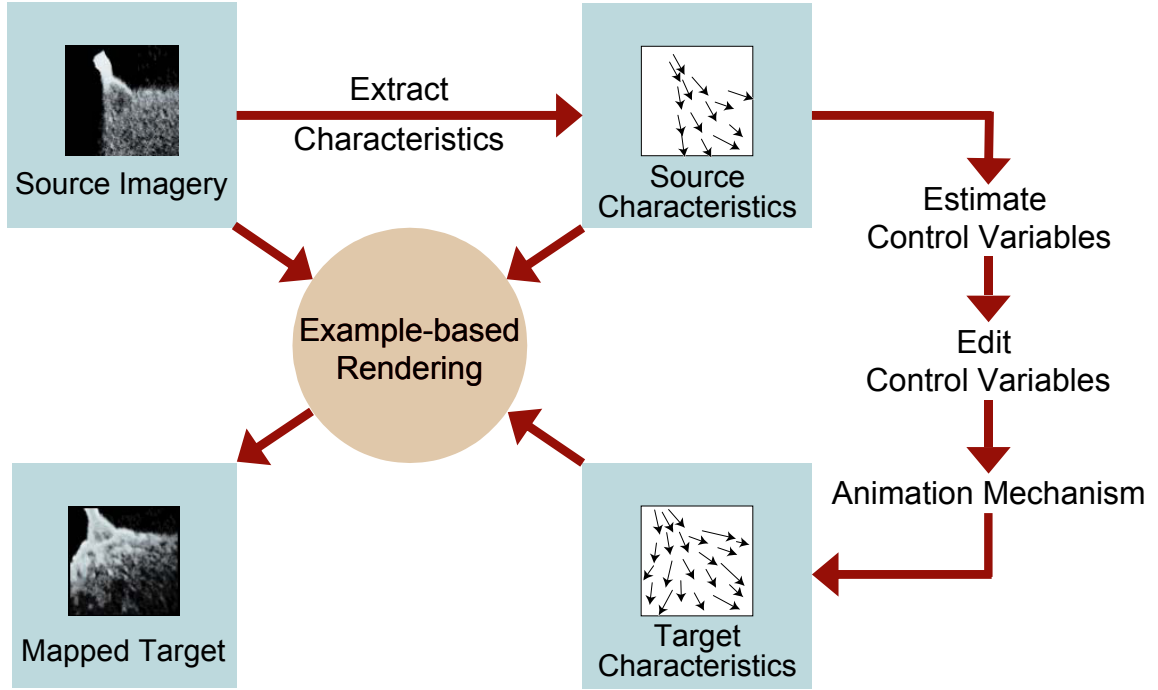 Source Imagery
Extract
Characteristics
Source
Characteristics
Estimate
Control Variables
Edit
Control Variables
Animation Mechanism
Example-based
Rendering
Mapped Target
Target
Characteristics